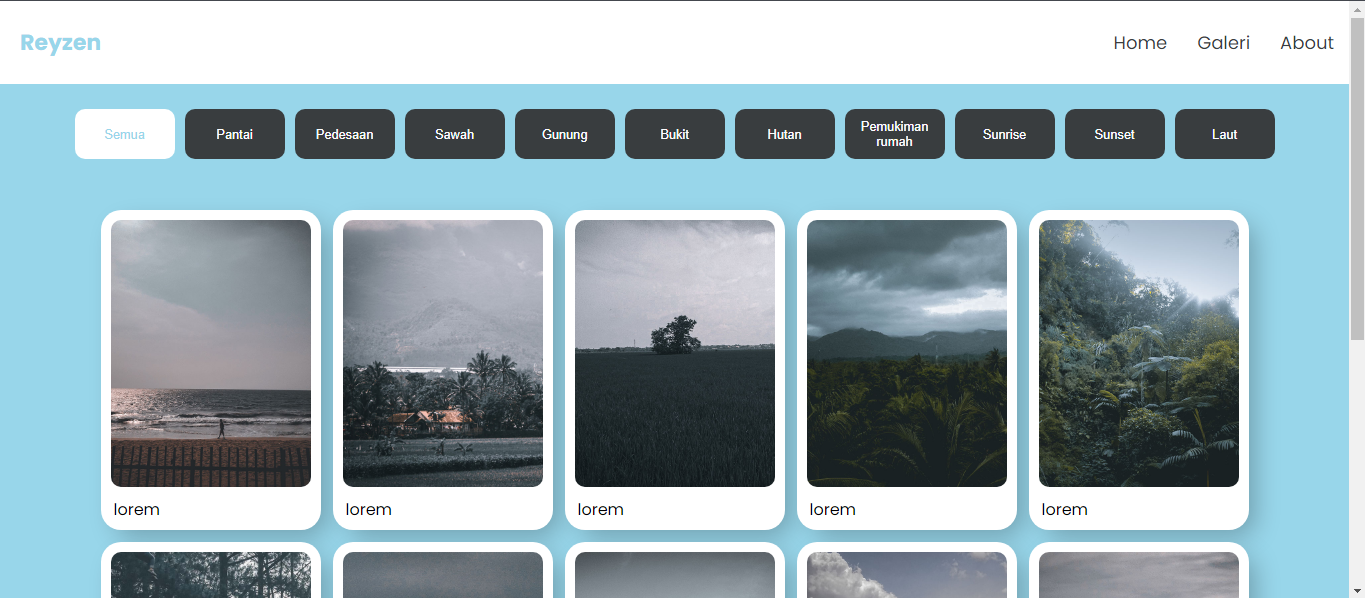 Reyzen
Home Galeri About
Semua Pantai Pedesaan Sawah Gunung Bukit Hutan Pemukiman Sunrise Sunset Laut
rumah
lorem lorem lorem lorem lorem